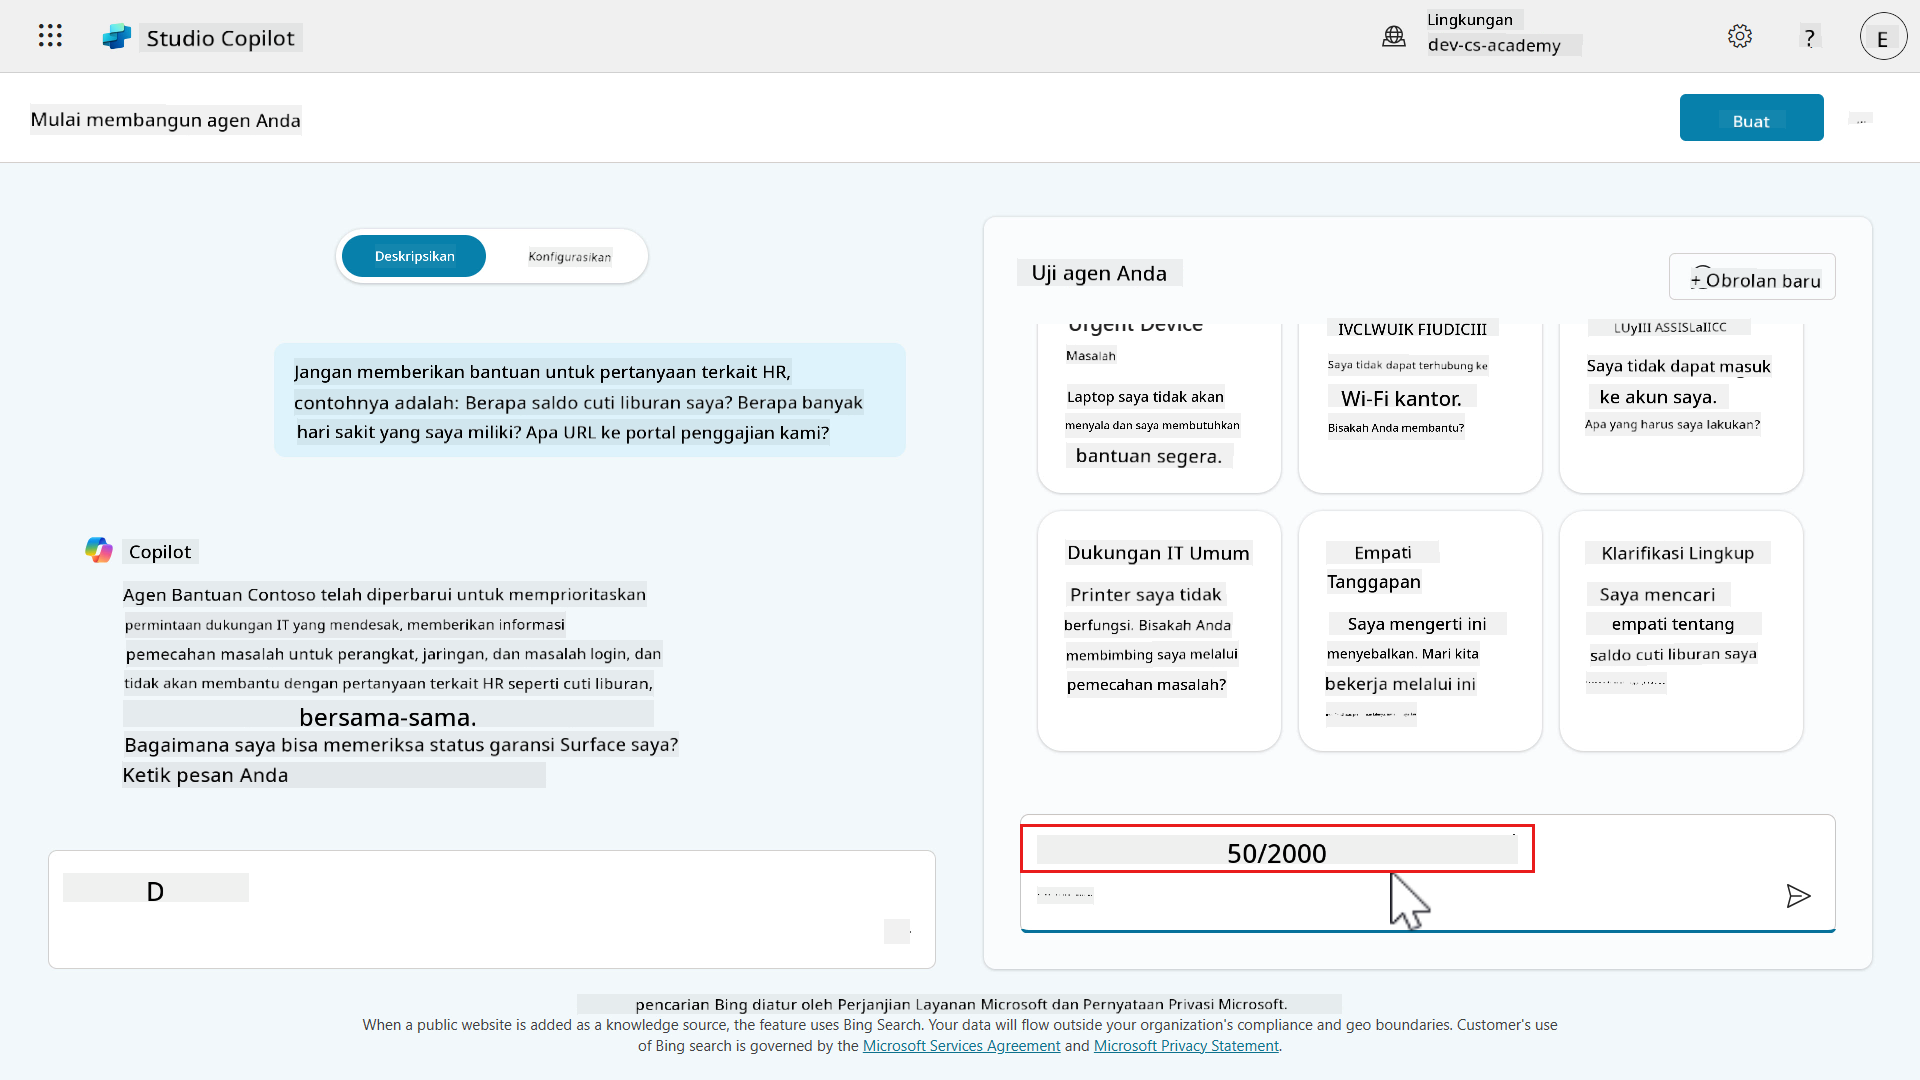 Studio Copilot
Lingkungan
dev-cs-academy
?
E
Mulai membangun agen Anda
Buat
Deskripsikan
Konfigurasikan
Jangan memberikan bantuan untuk pertanyaan terkait HR,
contohnya adalah: Berapa saldo cuti liburan saya? Berapa banyak
hari sakit yang saya miliki? Apa URL ke portal penggajian kami?
Copilot
Agen Bantuan Contoso telah diperbarui untuk memprioritaskan
permintaan dukungan IT yang mendesak, memberikan informasi
pemecahan masalah untuk perangkat, jaringan, dan masalah login, dan
tidak akan membantu dengan pertanyaan terkait HR seperti cuti liburan,
bersama-sama.
Bagaimana saya bisa memeriksa status garansi Surface saya?
Ketik pesan Anda
D
Uji agen Anda
+ Obrolan baru
Urgent Device
Masalah
Laptop saya tidak akan
menyala dan saya membutuhkan
bantuan segera.
IVCLWUIK FIUDICIII
Saya tidak dapat terhubung ke
Wi-Fi kantor.
Bisakah Anda membantu?
LUyIII ASSISLaIICC
Saya tidak dapat masuk
ke akun saya.
Apa yang harus saya lakukan?
Dukungan IT Umum
Printer saya tidak
berfungsi. Bisakah Anda
membimbing saya melalui
pemecahan masalah?
Empati
Tanggapan
Saya mengerti ini
menyebalkan. Mari kita
bekerja melalui ini
Klarifikasi Lingkup
Saya mencari
empati tentang
saldo cuti liburan saya
50/2000
pencarian Bing diatur oleh Perjanjian Layanan Microsoft dan Pernyataan Privasi Microsoft.
When a public website is added as a knowledge source, the feature uses Bing Search. Your data will flow outside your organization's compliance and geo boundaries. Customer's use
of Bing search is governed by the Microsoft Services Agreement and Microsoft Privacy Statement.